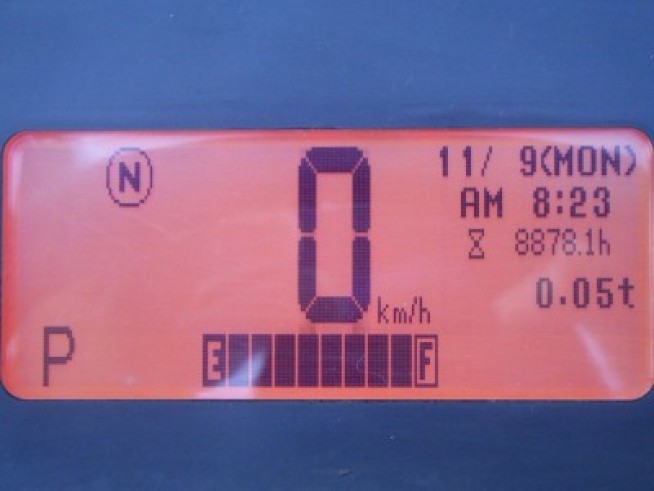 N
11/ 9(MON)
AM 8:23
8878.1h
0.05t
0 km/h
P
E F